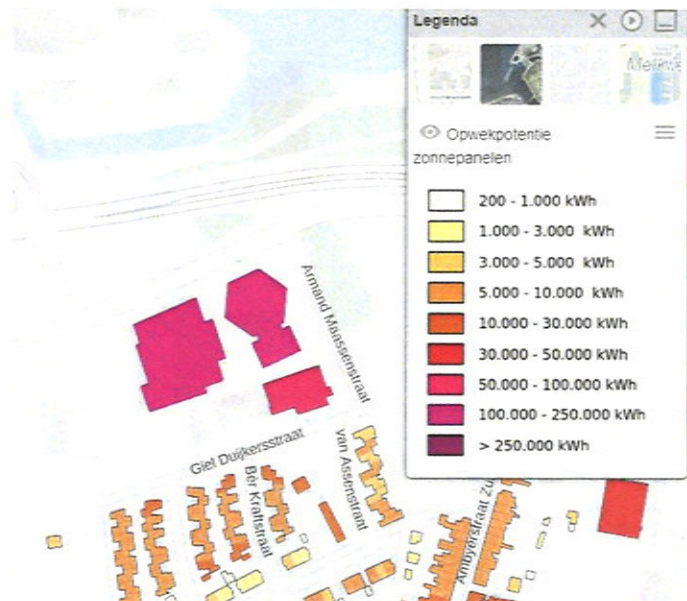 Legenda
Opwekpotentie
zonnepanelen
200 - 1.000 kWh
1.000 - 3.000 kWh
3.000 - 5.000 kWh
5.000 - 10.000 kWh
10.000 - 30.000 kWh
30.000 - 50.000 kWh
50.000 - 100.000 kWh
100.000 - 250.000 kWh
> 250.000 kWh
Armand Maassenstraat
Giel Duijkersstraat
van Assenstraat
Bèr Kraftstraat
Ambyerstraat Zu